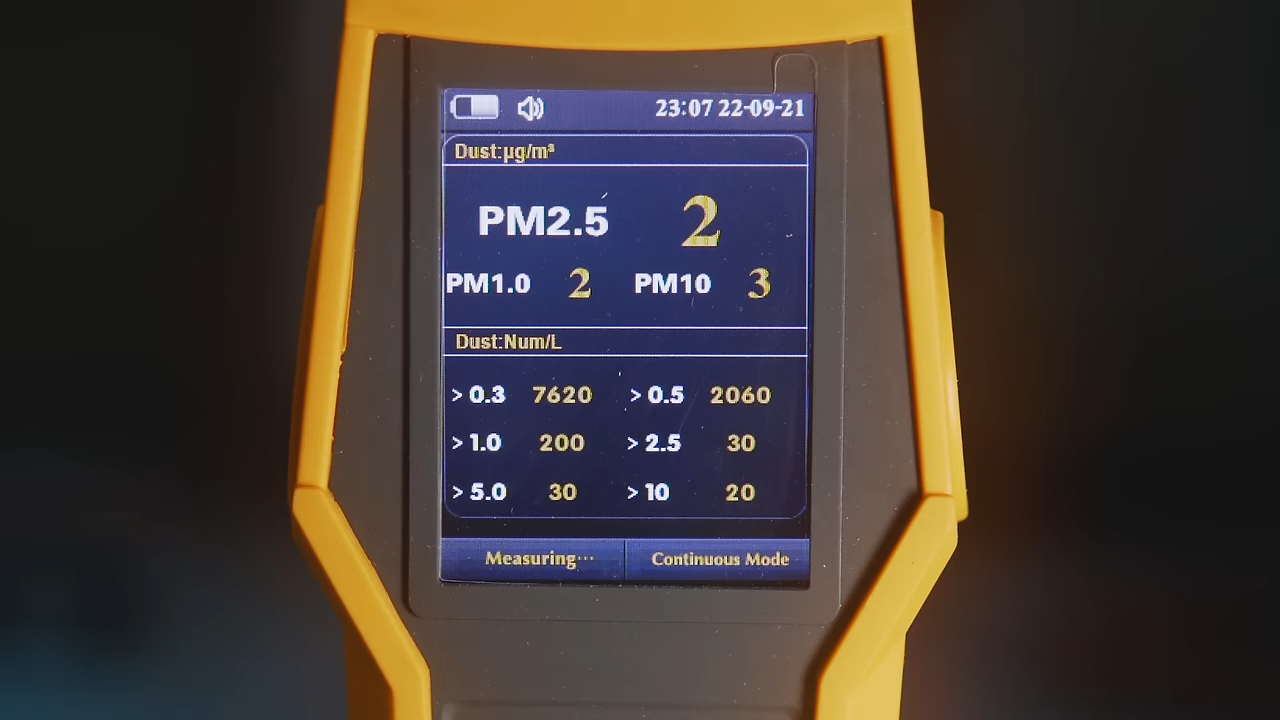 23:07 22-09-21
Dust:µg/m³
PM2.5 2
PM1.0 2 PM10 3
Dust:Num/L
> 0.3 7620 > 0.5 2060
> 1.0 200 > 2.5 30
> 5.0 30 > 10 20
Measuring··· Continuous Mode